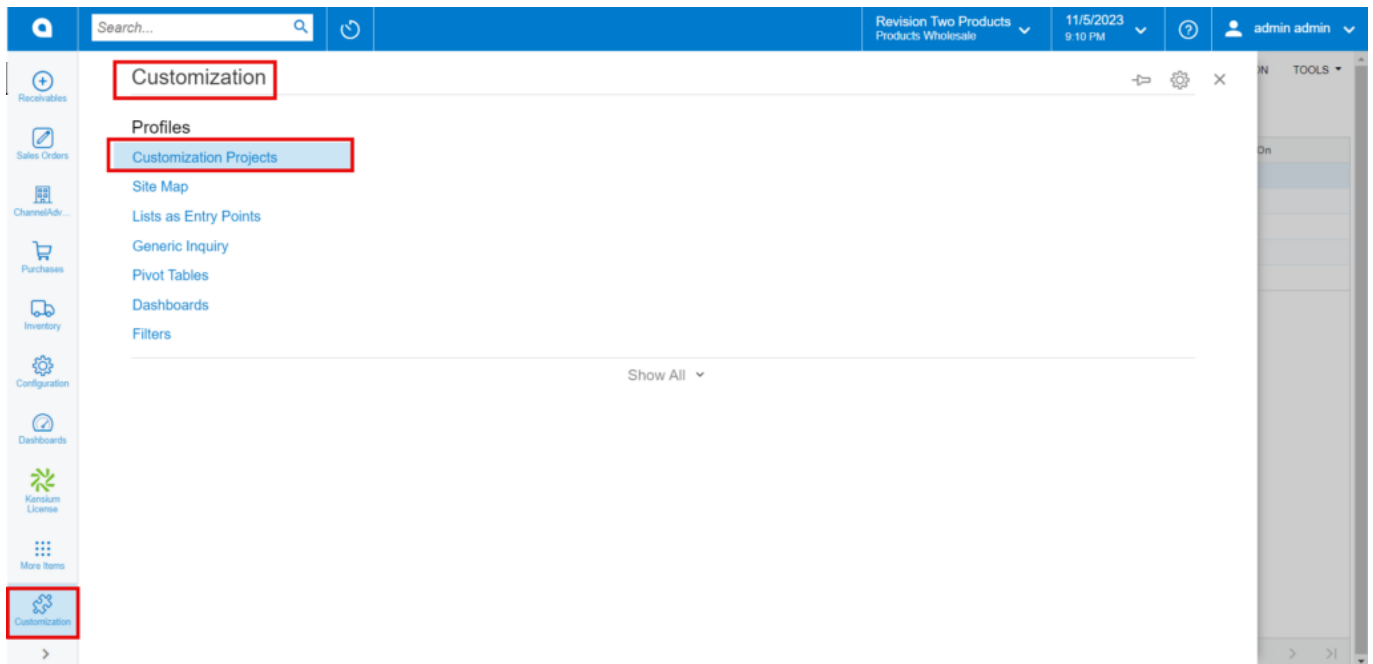 Search...
Revision Two Products
Products Wholesale
11/5/2023
9:10 PM
admin admin
Receivables
Sales Orders
ChannelAdv...
Purchases
Inventory
Configuration
Dashboards
Kensium
License
More Items
Customization
Customization
Profiles
Customization Projects
Site Map
Lists as Entry Points
Generic Inquiry
Pivot Tables
Dashboards
Filters
Show All
ON TOOLS
On